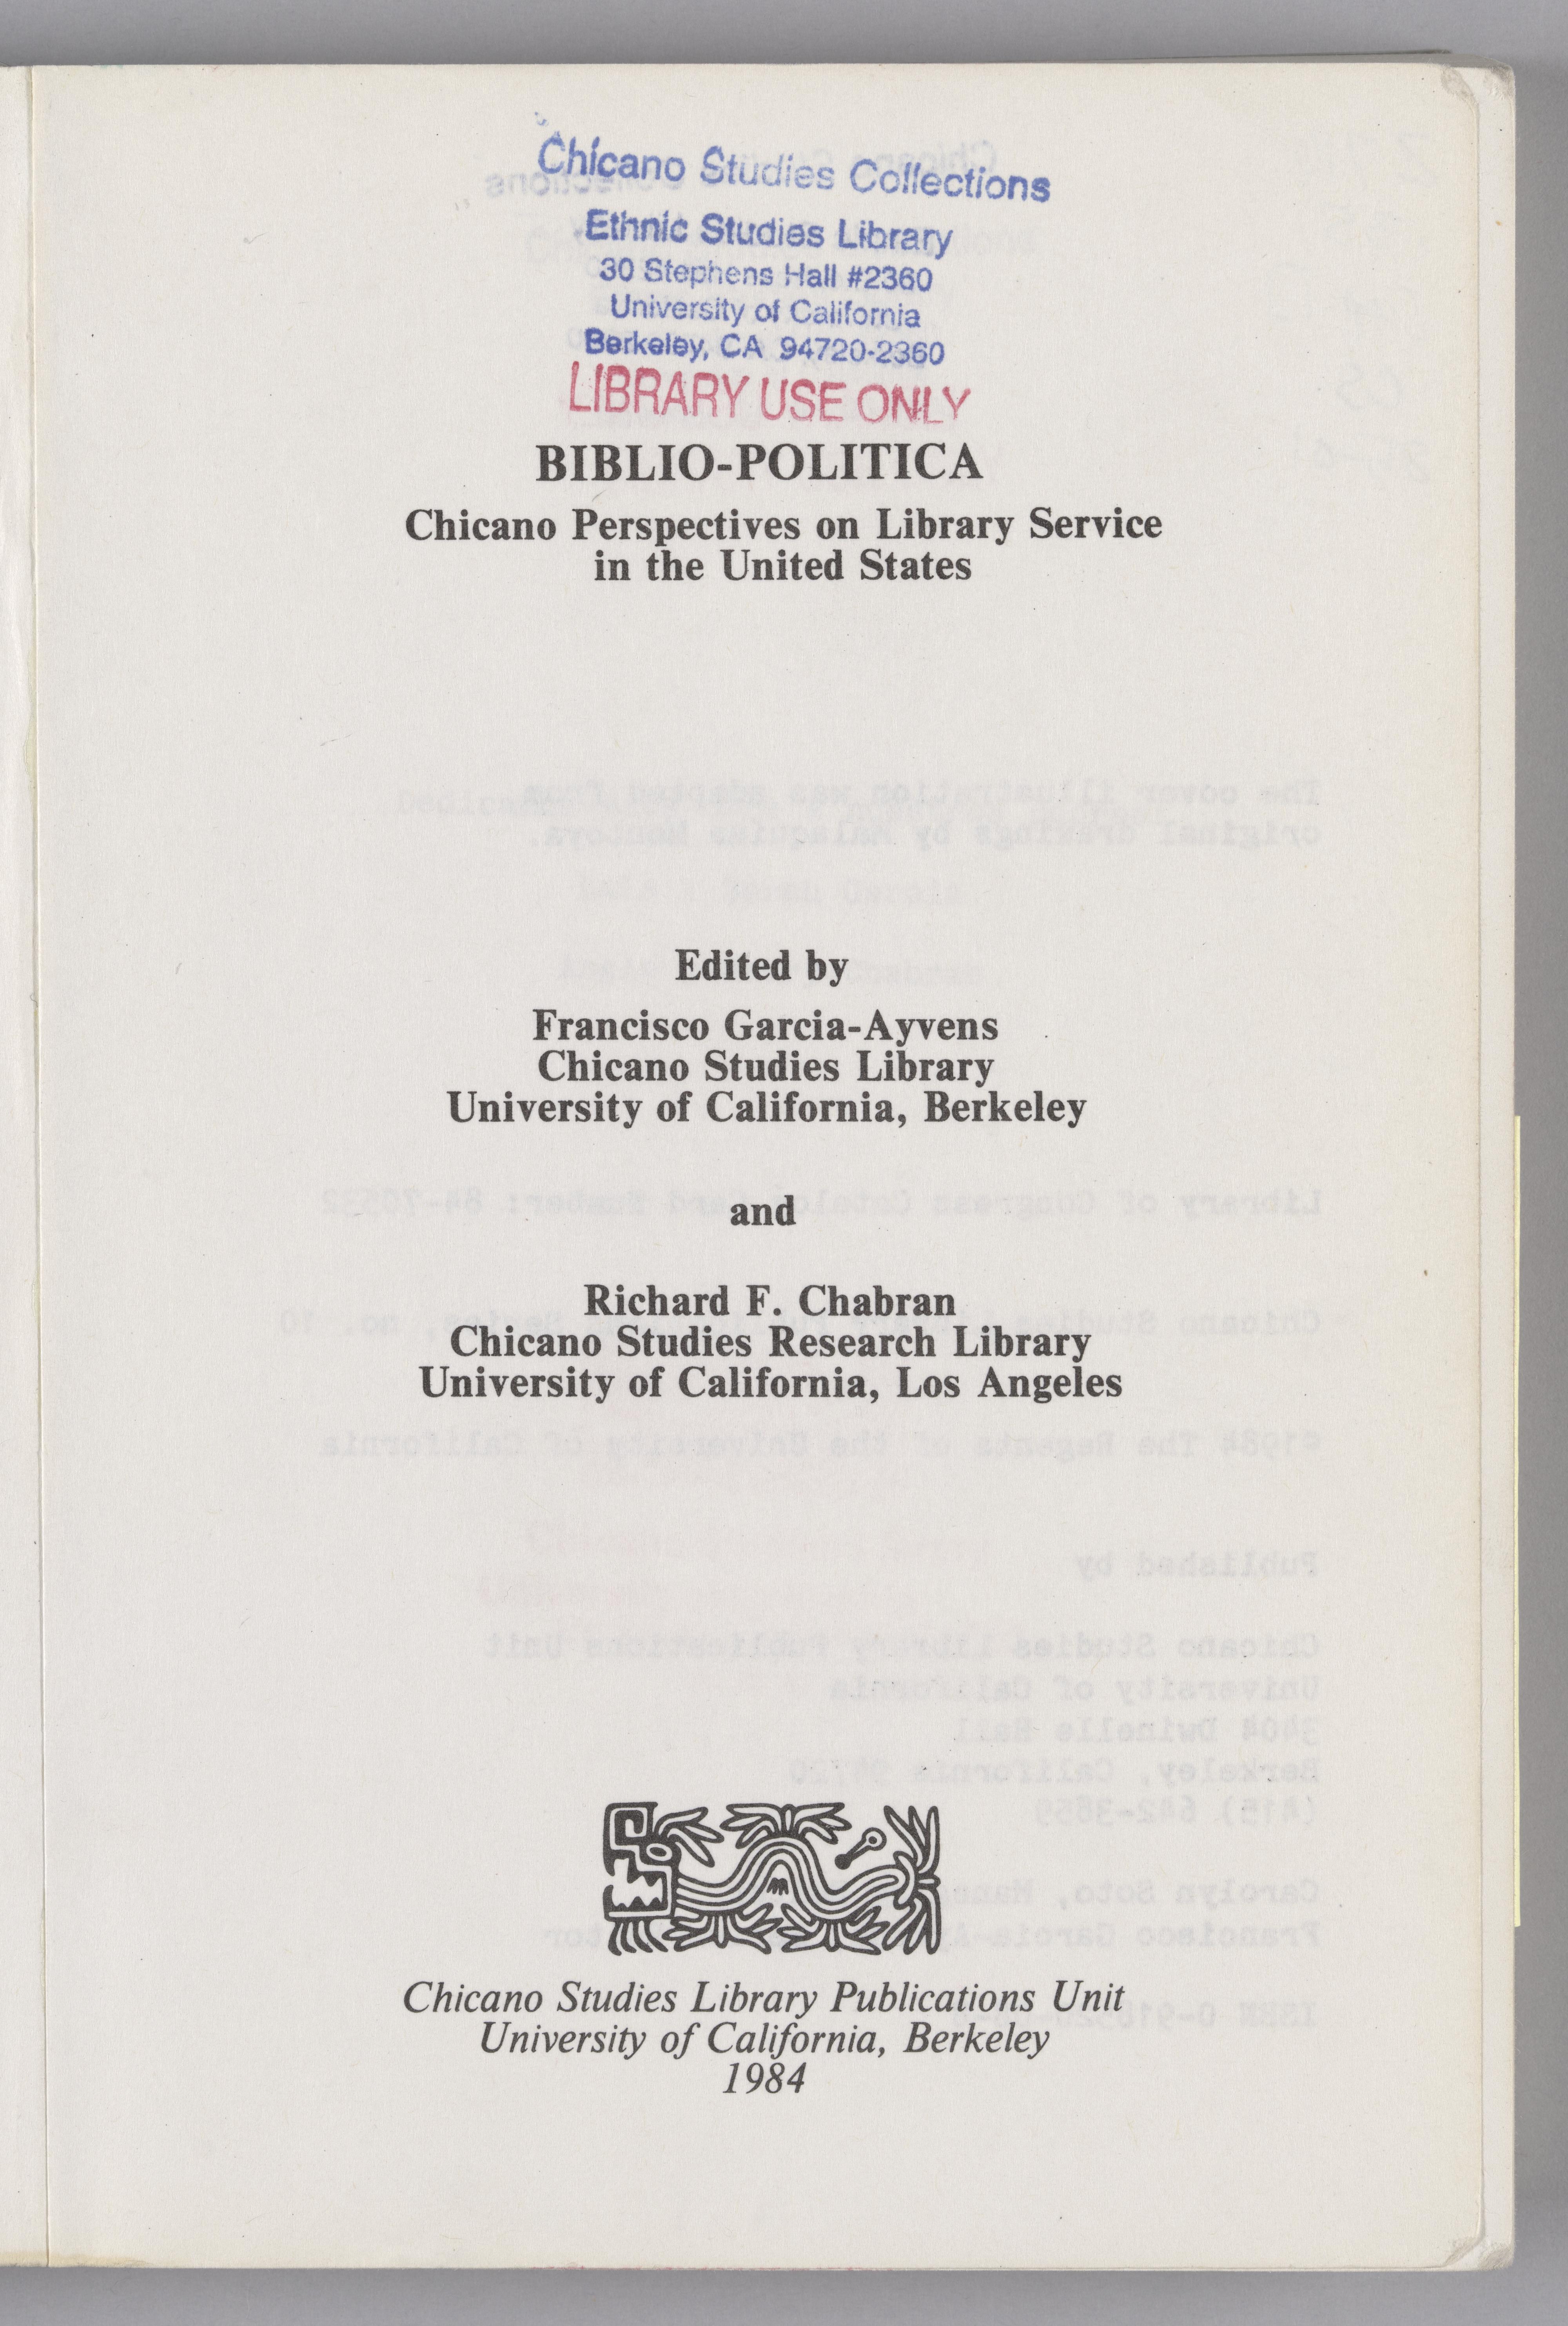 Chicano Studies Collections
Ethnic Studies Library
30 Stephens Hall #2360
University of California
Berkeley, CA 94720-2360
LIBRARY USE ONLY
BIBLIO-POLITICA
Chicano Perspectives on Library Service
in the United States
Edited by
Francisco Garcia-Ayvens
Chicano Studies Library
University of California, Berkeley
and
Richard F. Chabran
Chicano Studies Research Library
University of California, Los Angeles
Chicano Studies Library Publications Unit
University of California, Berkeley
1984